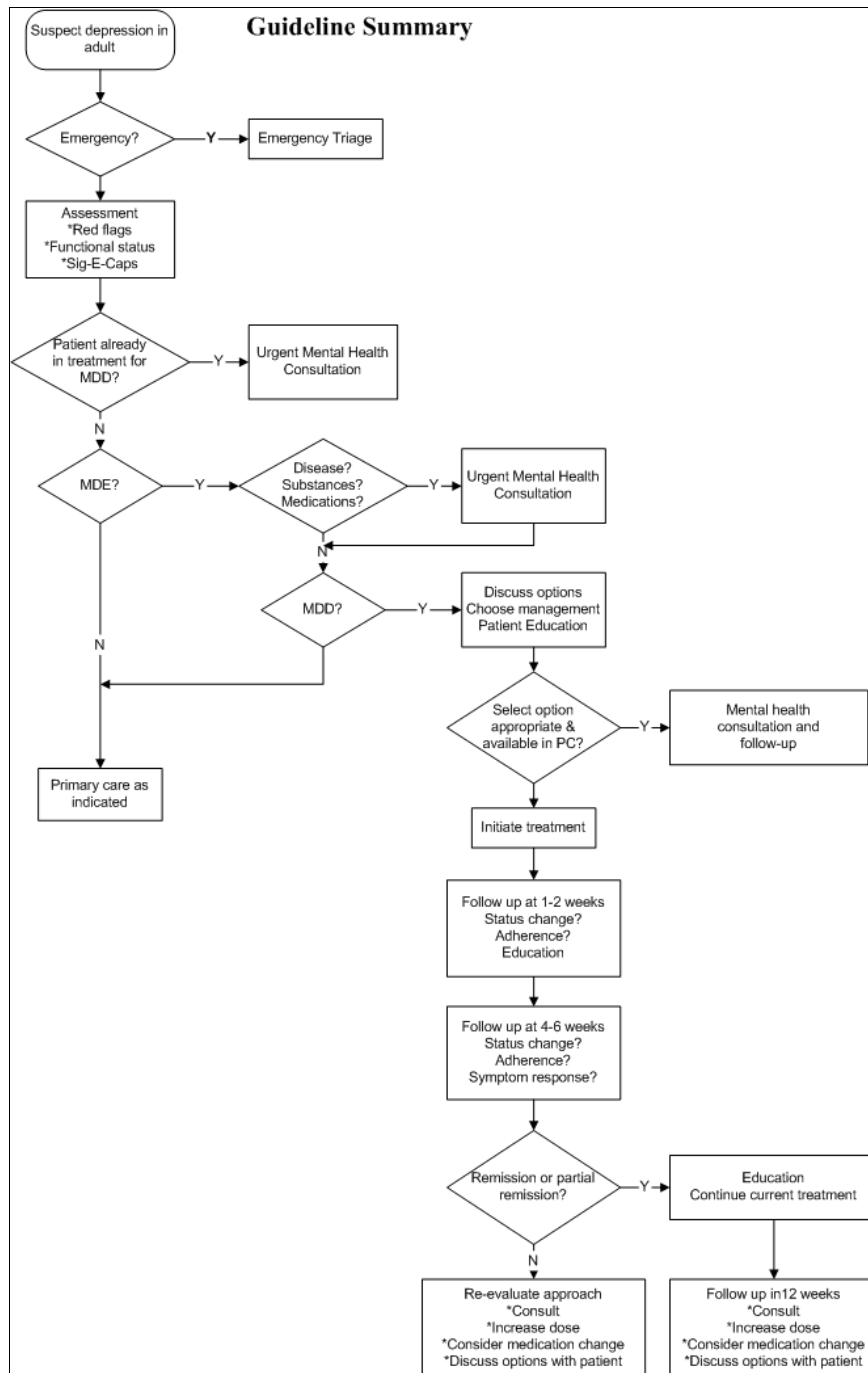 Guideline Summary
Suspect depression in
adult
Emergency?
Y
Emergency Triage
Assessment
*Red flags
*Functional status
*Sig-E-Caps
Patient already
in treatment for
MDD?
Y
Urgent Mental Health
Consultation
N
MDE?
Y
Disease?
Substances?
Medications?
Y
Urgent Mental Health
Consultation
N
MDD?
Y
Discuss options
Choose management
Patient Education
N
Select option
appropriate &
available in PC?
Y
Mental health
consultation and
follow-up
Primary care as
indicated
Initiate treatment
Follow up at 1-2 weeks
Status change?
Adherence?
Education
Follow up at 4-6 weeks
Status change?
Adherence?
Symptom response?
Remission or partial
remission?
Y
Education
Continue current treatment
N
Re-evaluate approach
*Consult
*Increase dose
*Consider medication change
*Discuss options with patient
Follow up in12 weeks
*Consult
*Increase dose
*Consider medication change
*Discuss options with patient